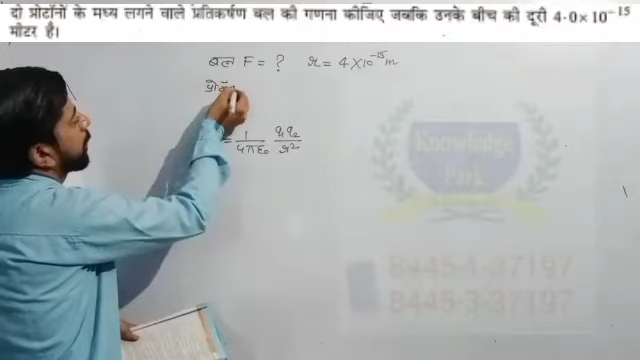 दो प्रोटॉनों के मध्य लगने वाले प्रतिकर्षण बल की गणना कीजिए जबकि उनके बीच की दूरी 4·0×10⁻¹⁵
मीटर है।
बल F = ? r = 4×10⁻¹⁵m
= 1/4πε₀ q₁q₂/r²
Knowledge
Park
8445-1-37197
8445-3-37197